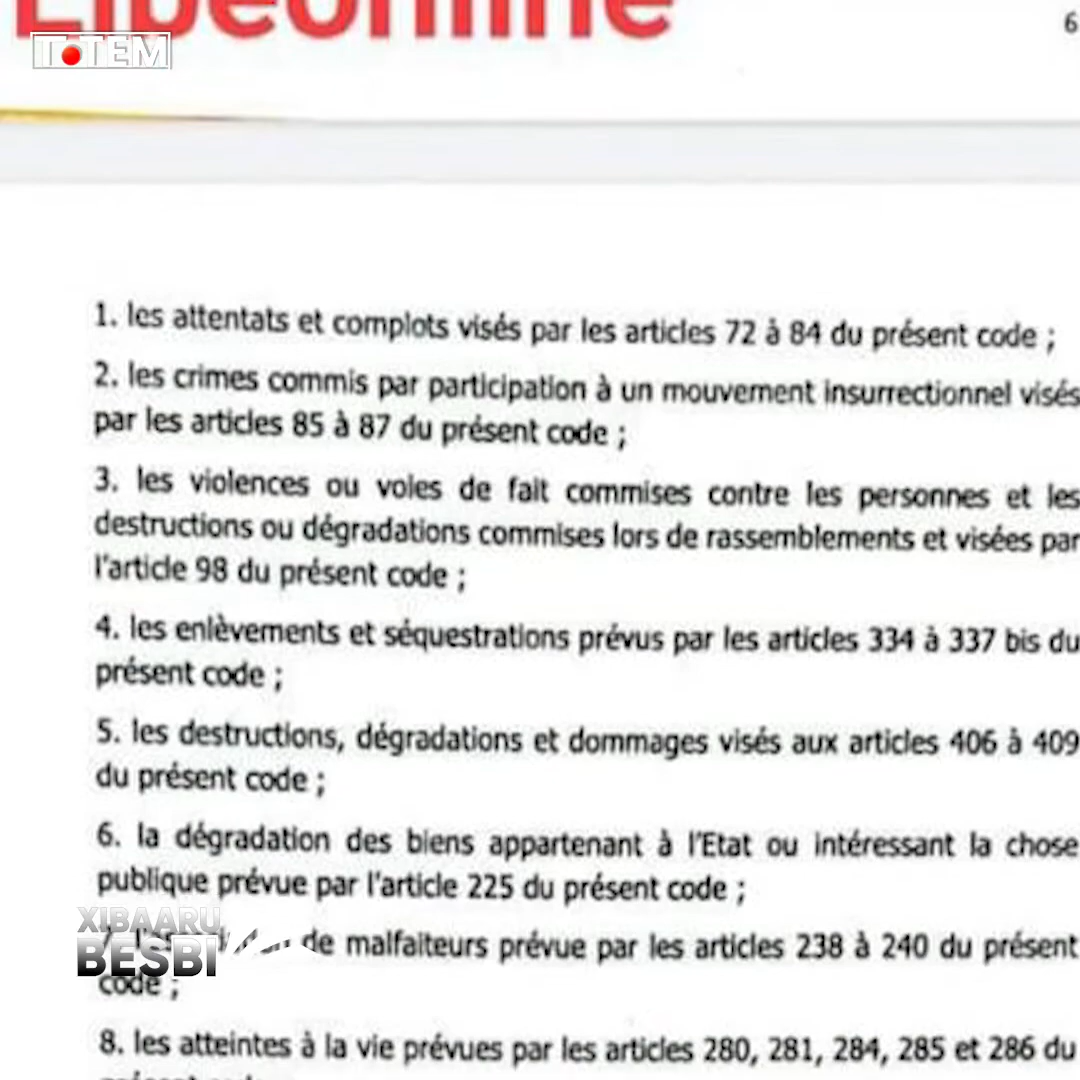 Libéonline
TOTEM
6
1. les attentats et complots visés par les articles 72 à 84 du présent code ;
2. les crimes commis par participation à un mouvement insurrectionnel visés
par les articles 85 à 87 du présent code ;
3. les violences ou voies de fait commises contre les personnes et les
destructions ou dégradations commises lors de rassemblements et visées par
l'article 98 du présent code ;
4. les enlèvements et séquestrations prévus par les articles 334 à 337 bis du
présent code ;
5. les destructions, dégradations et dommages visés aux articles 406 à 409
du présent code ;
6. la dégradation des biens appartenant à l'Etat ou intéressant la chose
publique prévue par l'article 225 du présent code ;
XIBAARU
BESBI
de malfaiteurs prévue par les articles 238 à 240 du présent
code ;
8. les atteintes à la vie prévues par les articles 280, 281, 284, 285 et 286 du